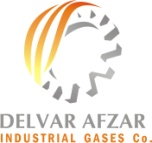 DELVAR AFZAR
INDUSTRIAL GASES Co.